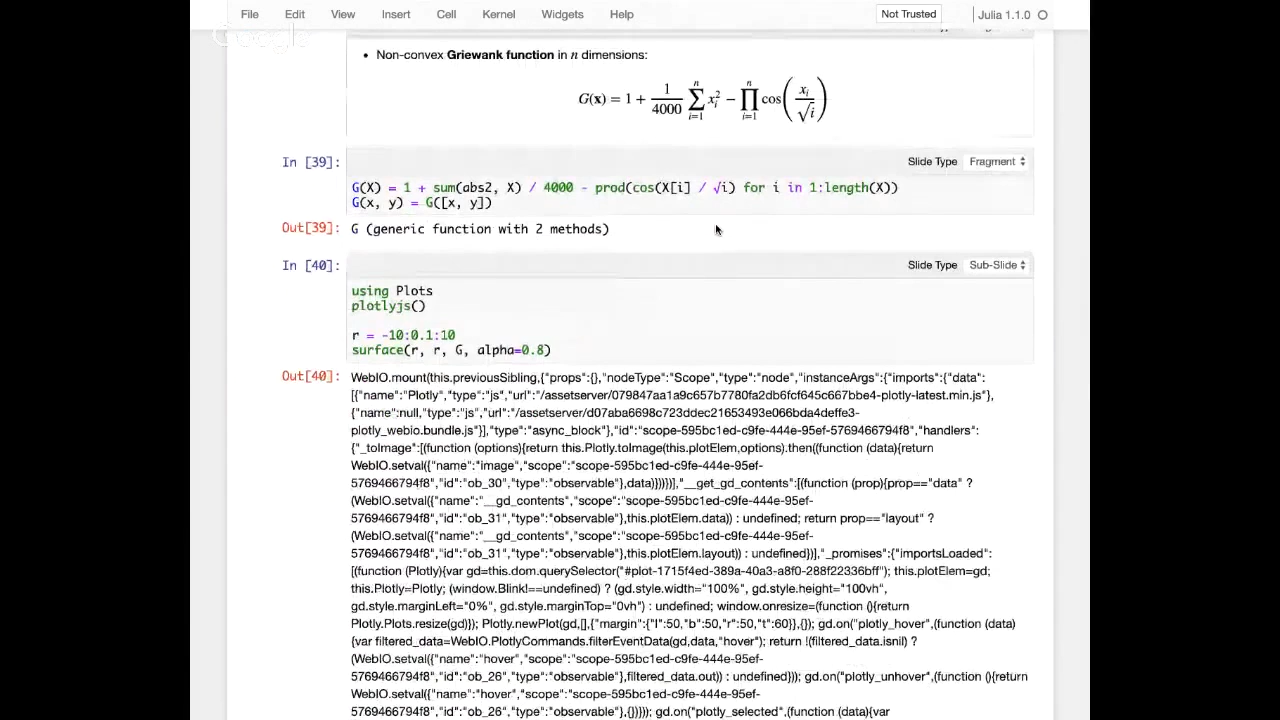 File Edit View Insert Cell Kernel Widgets Help Not Trusted Julia 1.1.0
Google
• Non-convex Griewank function in n dimensions:
G(x) = 1 + 1/4000 ∑_{i=1}^{n} x_i^2 − ∏_{i=1}^{n} cos(x_i/√i)
In [39]:
Slide Type Fragment
G(X) = 1 + sum(abs2, X) / 4000 - prod(cos(X[i] / √i) for i in 1:length(X))
G(x, y) = G([x, y])
Out[39]: G (generic function with 2 methods)
In [40]:
Slide Type Sub-Slide
using Plots
plotlyjs()
r = -10:0.1:10
surface(r, r, G, alpha=0.8)
Out[40]: WebIO.mount(this.previousSibling,{"props":{},"nodeType":"Scope","type":"node","instanceArgs":{"imports":{"data":
[{"name":"Plotly","type":"js","url":"/assetserver/079847aa1a9c657b7780fa2db6fcf645c667bbe4-plotly-latest.min.js"},
{"name":null,"type":"js","url":"/assetserver/d07aba6698c723ddec21653493e066bda4deffe3-
plotly_webio.bundle.js"}],"type":"async_block"},"id":"scope-595bc1ed-c9fe-444e-95ef-5769466794f8","handlers":
{"_toImage":[(function (options){return this.Plotly.toImage(this.plotElem,options).then((function (data){return
WebIO.setval({"name":"image","scope":"scope-595bc1ed-c9fe-444e-95ef-
5769466794f8","id":"ob_30","type":"observable"},data)}))})],"__get_gd_contents":[(function (prop){prop=="data" ?
(WebIO.setval({"name":"__gd_contents","scope":"scope-595bc1ed-c9fe-444e-95ef-
5769466794f8","id":"ob_31","type":"observable"},this.plotElem.data)) : undefined; return prop=="layout" ?
(WebIO.setval({"name":"__gd_contents","scope":"scope-595bc1ed-c9fe-444e-95ef-
5769466794f8","id":"ob_31","type":"observable"},this.plotElem.layout)) : undefined})],"_promises":{"importsLoaded":
[(function (Plotly){var gd=this.dom.querySelector("#plot-1715f4ed-389a-40a3-a8f0-288f22336bff"); this.plotElem=gd;
this.Plotly=Plotly; (window.Blink!==undefined) ? (gd.style.width="100%", gd.style.height="100vh",
gd.style.marginLeft="0%", gd.style.marginTop="0vh") : undefined; window.onresize=(function (){return
Plotly.Plots.resize(gd)}); Plotly.newPlot(gd,[],{"margin":{"l":50,"b":50,"r":50,"t":60}},{}); gd.on("plotly_hover",(function (data)
{var filtered_data=WebIO.PlotlyCommands.filterEventData(gd,data,"hover"); return !(filtered_data.isnil) ?
(WebIO.setval({"name":"hover","scope":"scope-595bc1ed-c9fe-444e-95ef-
5769466794f8","id":"ob_26","type":"observable"},filtered_data.out)) : undefined})); gd.on("plotly_unhover",(function (){return
WebIO.setval({"name":"hover","scope":"scope-595bc1ed-c9fe-444e-95ef-
5769466794f8","id":"ob_26","type":"observable"},{})})); gd.on("plotly_selected",(function (data){var